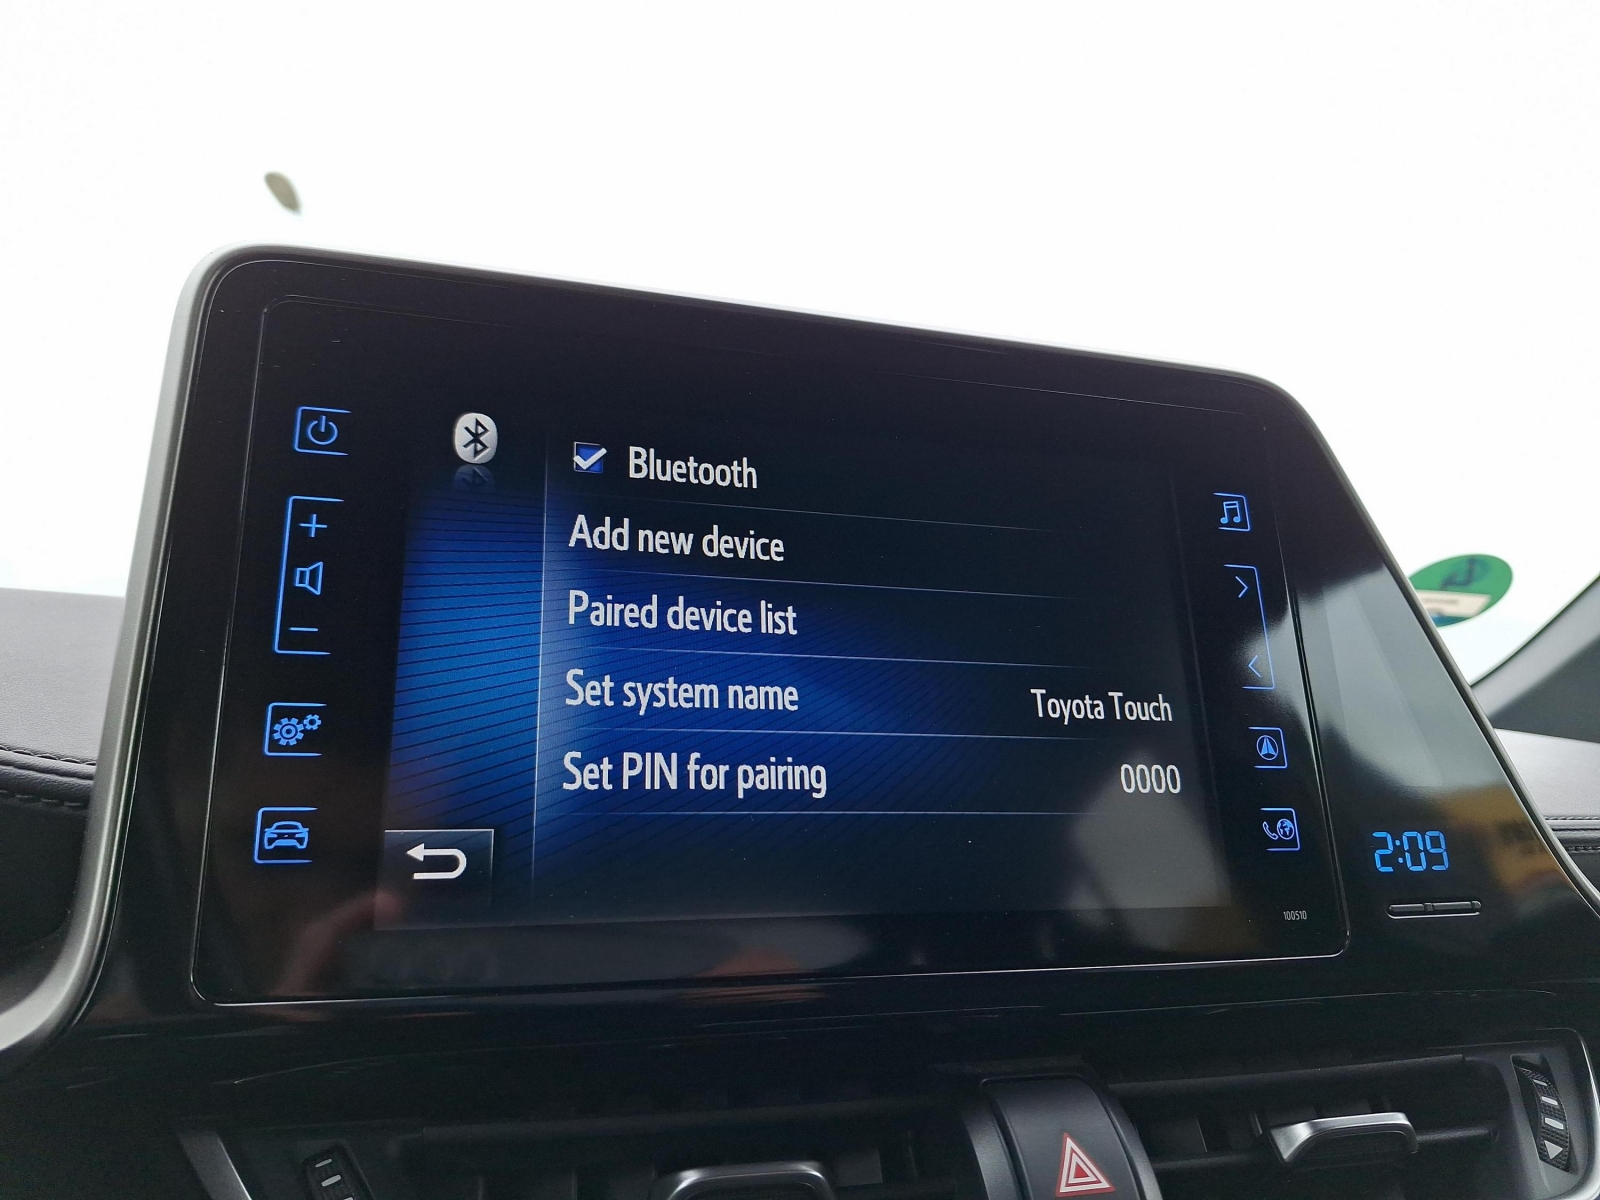 Bluetooth
Add new device
Paired device list
Set system name Toyota Touch
Set PIN for pairing 0000
2:09
100510